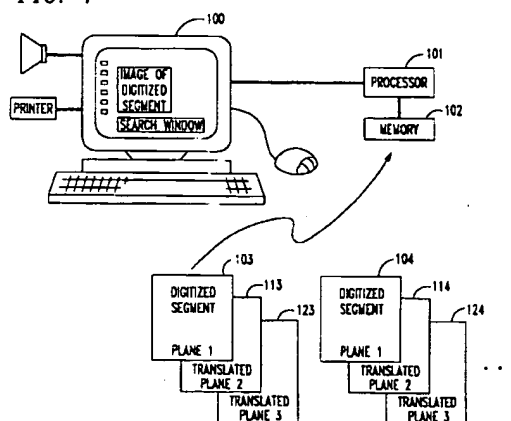 100
101
PROCESSOR
102
MEMORY
PRINTER
IMAGE OF
DIGITIZED
SEGMENT
SEARCH WINDOW
103
DIGITIZED
SEGMENT
PLANE 1
113
TRANSLATED
PLANE 2
123
TRANSLATED
PLANE 3
104
DIGITIZED
SEGMENT
PLANE 1
114
TRANSLATED
PLANE 2
124
TRANSLATED
PLANE 3
. .